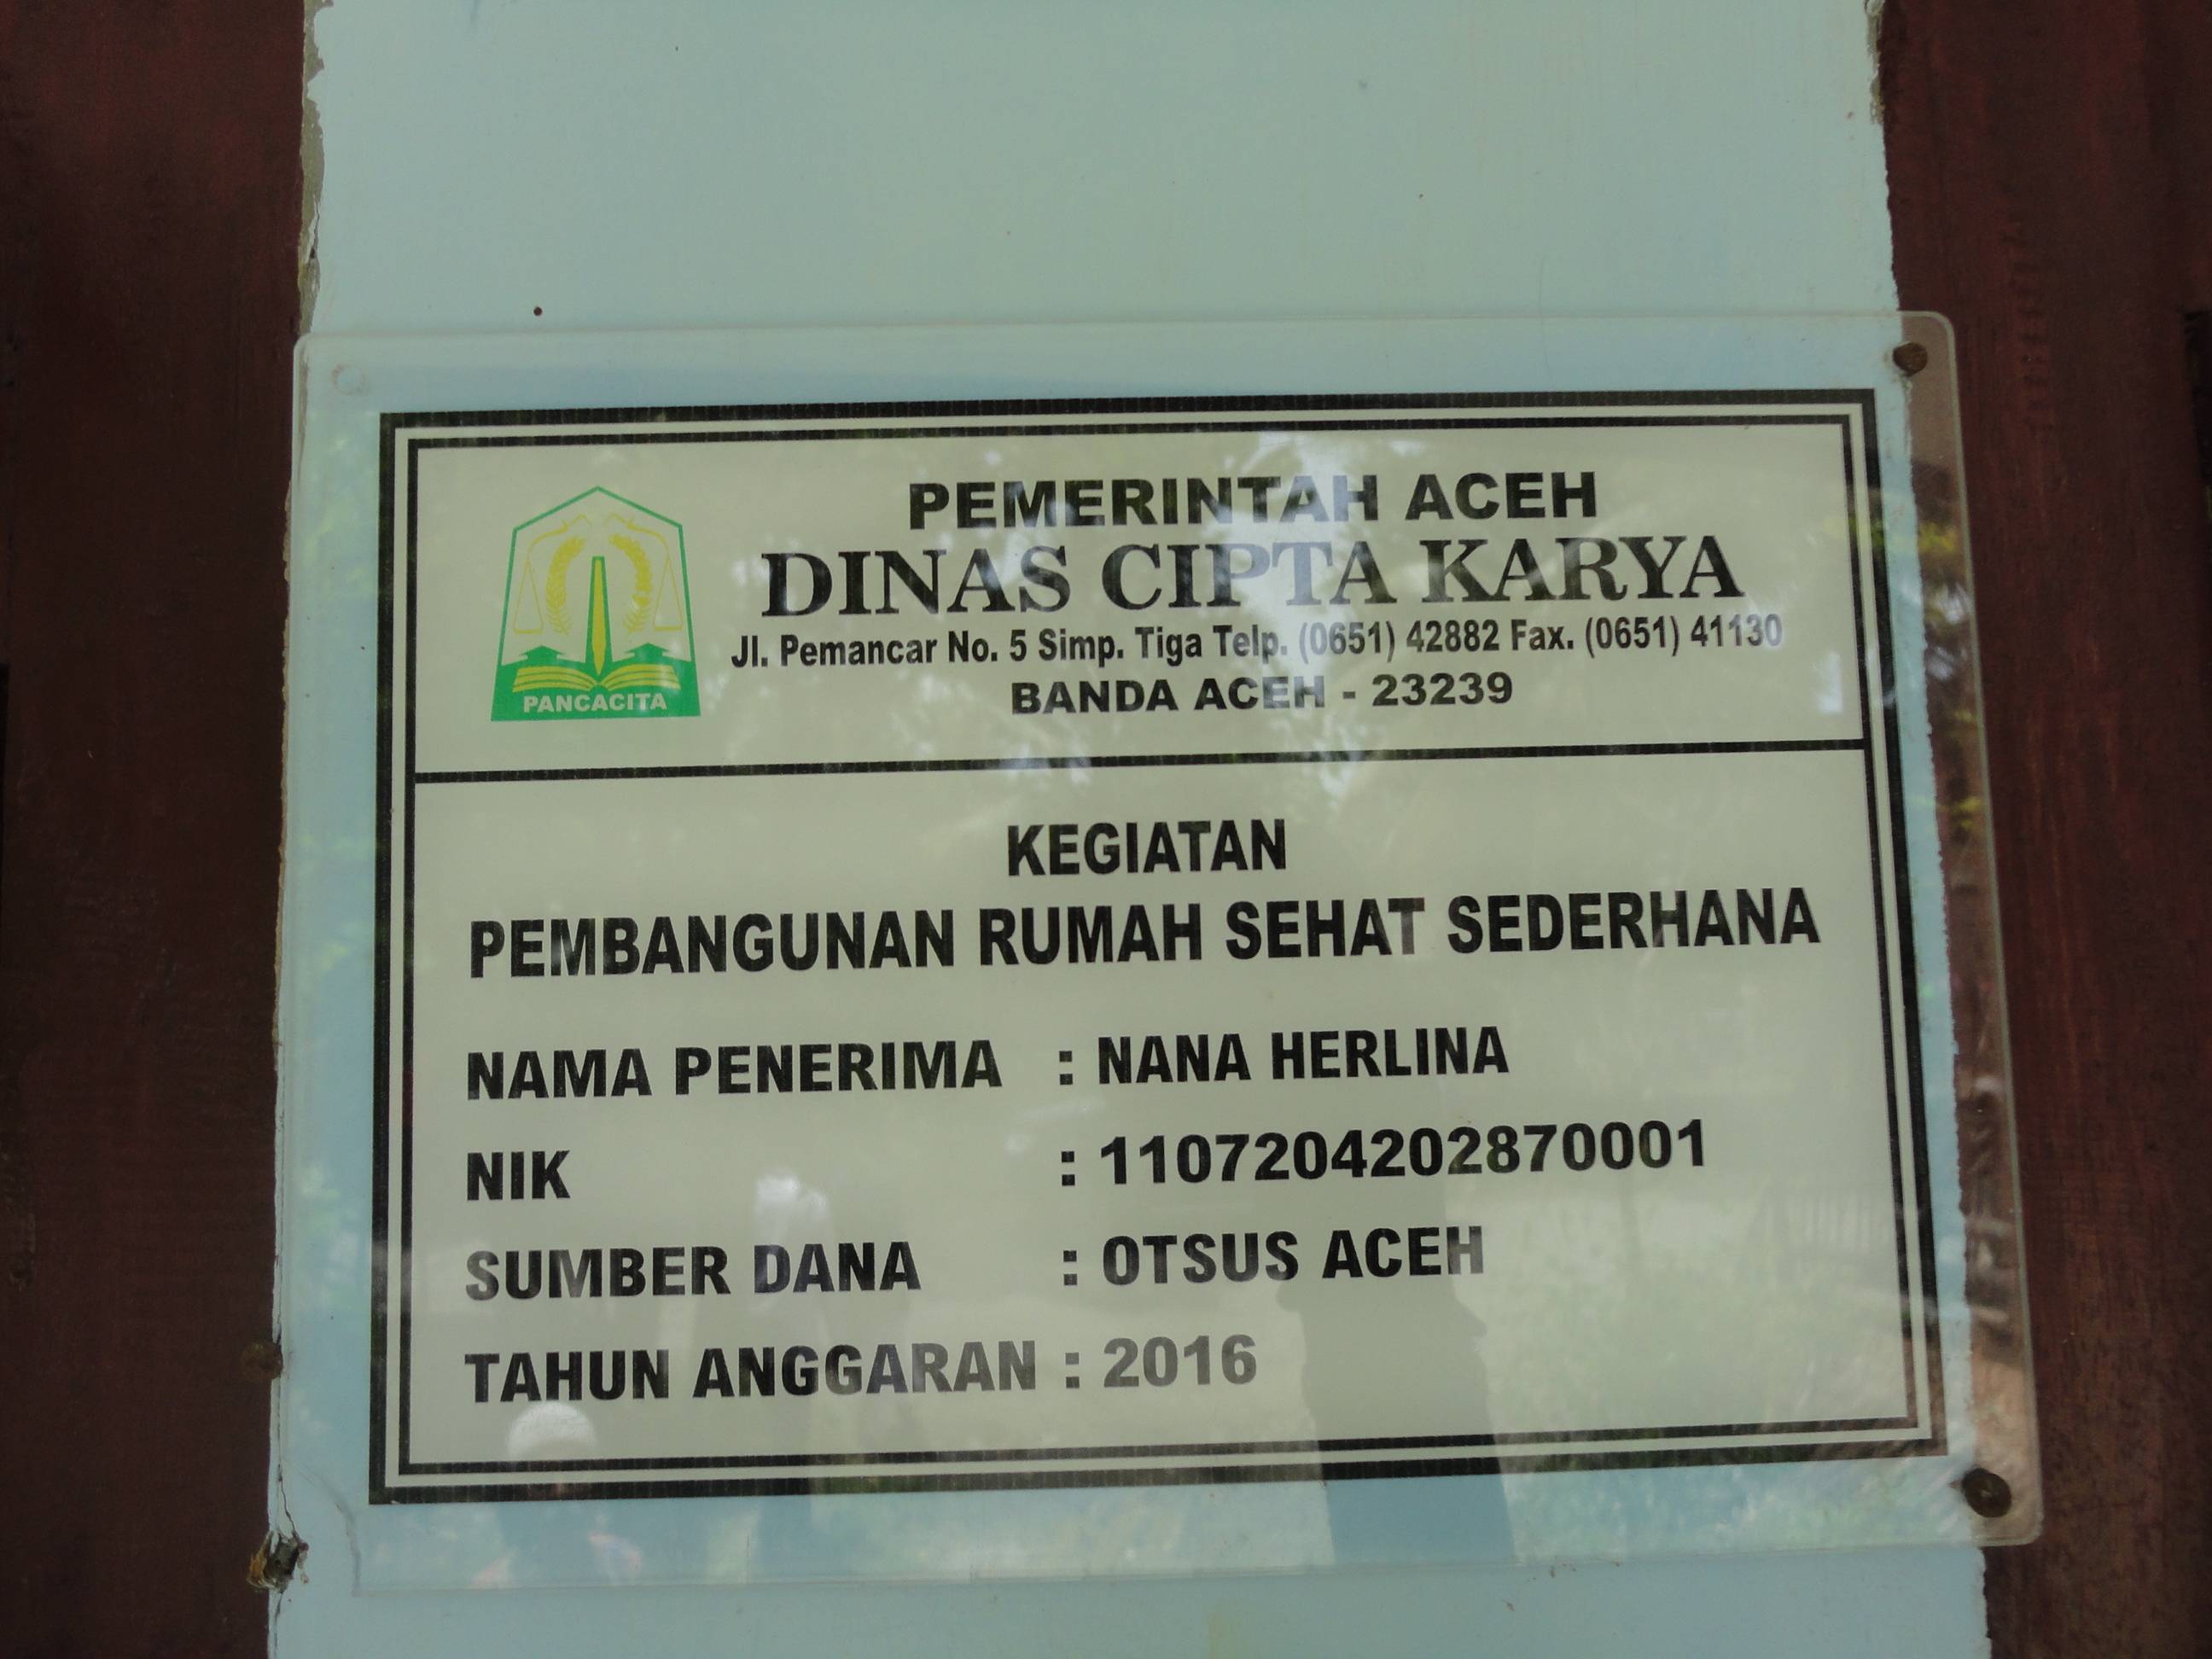 PEMERINTAH ACEH
DINAS CIPTA KARYA
Jl. Pemancar No. 5 Simp. Tiga Telp. (0651) 42882 Fax. (0651) 41130
BANDA ACEH - 23239
PANCACITA
KEGIATAN
PEMBANGUNAN RUMAH SEHAT SEDERHANA
NAMA PENERIMA : NANA HERLINA
NIK : 1107204202870001
SUMBER DANA : OTSUS ACEH
TAHUN ANGGARAN : 2016